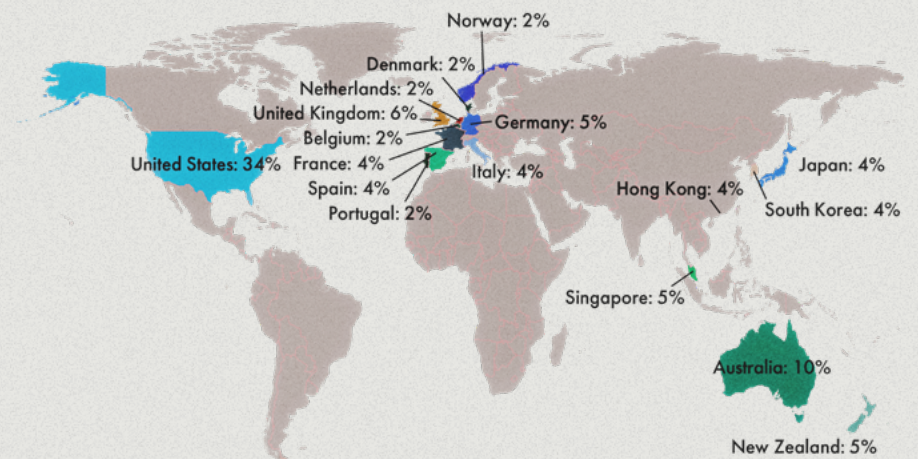 Norway: 2%
Denmark: 2%
Netherlands: 2%
United Kingdom: 6%
Germany: 5%
Belgium: 2%
United States: 34%
France: 4%
Italy: 4%
Japan: 4%
Spain: 4%
Hong Kong: 4%
Portugal: 2%
South Korea: 4%
Singapore: 5%
Australia: 10%
New Zealand: 5%